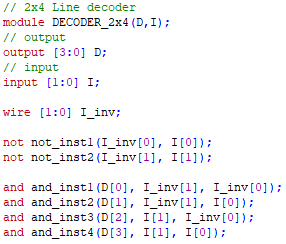 // 2x4 Line decoder
module DECODER_2x4(D,I);
// output
output [3:0] D;
// input
input [1:0] I;
wire [1:0] I_inv;
not not_inst1(I_inv[0], I[0]);
not not_inst2(I_inv[1], I[1]);
and and_inst1(D[0], I_inv[1], I_inv[0]);
and and_inst2(D[1], I_inv[1], I[0]);
and and_inst3(D[2], I[1], I_inv[0]);
and and_inst4(D[3], I[1], I[0]);